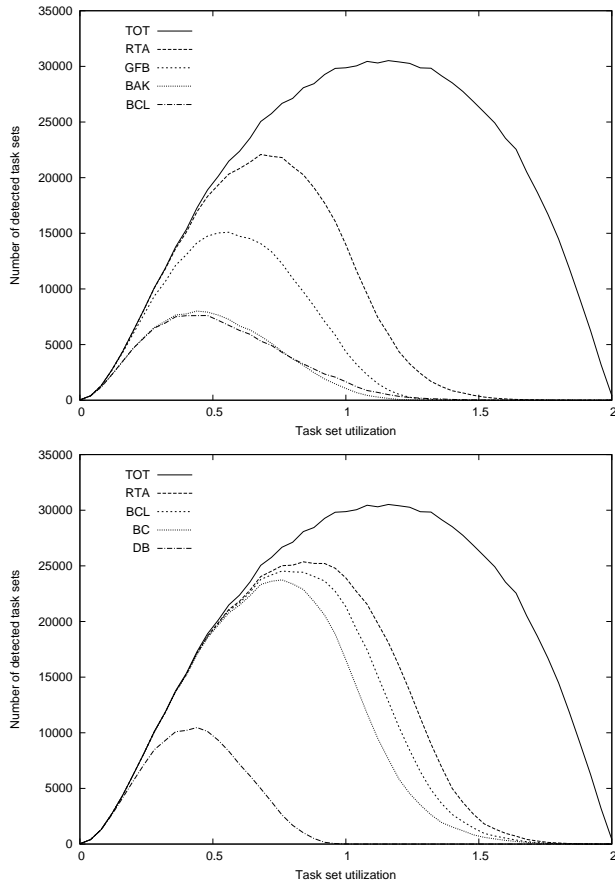 35000
30000
25000
20000
15000
10000
5000
0
Number of detected task sets
TOT
RTA
GFB
BAK
BCL
0 0.5 1 1.5 2
Task set utilization
35000
30000
25000
20000
15000
10000
5000
0
Number of detected task sets
TOT
RTA
BCL
BC
DB
0 0.5 1 1.5 2
Task set utilization